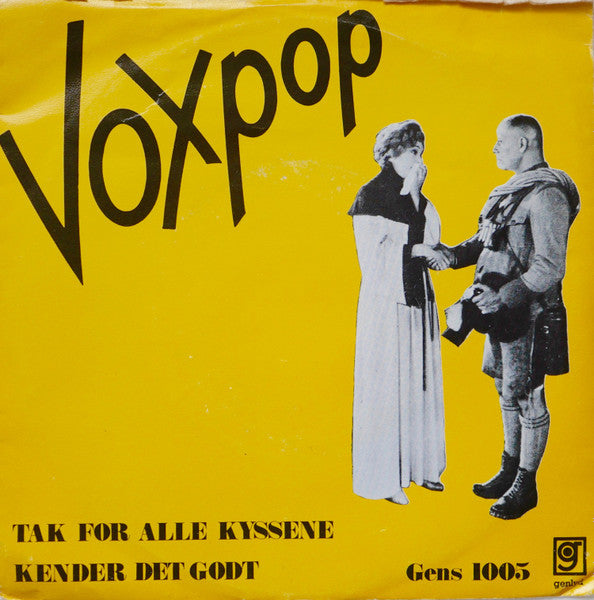 Voxpop
TAK FOR ALLE KYSSENE
KENDER DET GODT
Gens 1005
genlyd